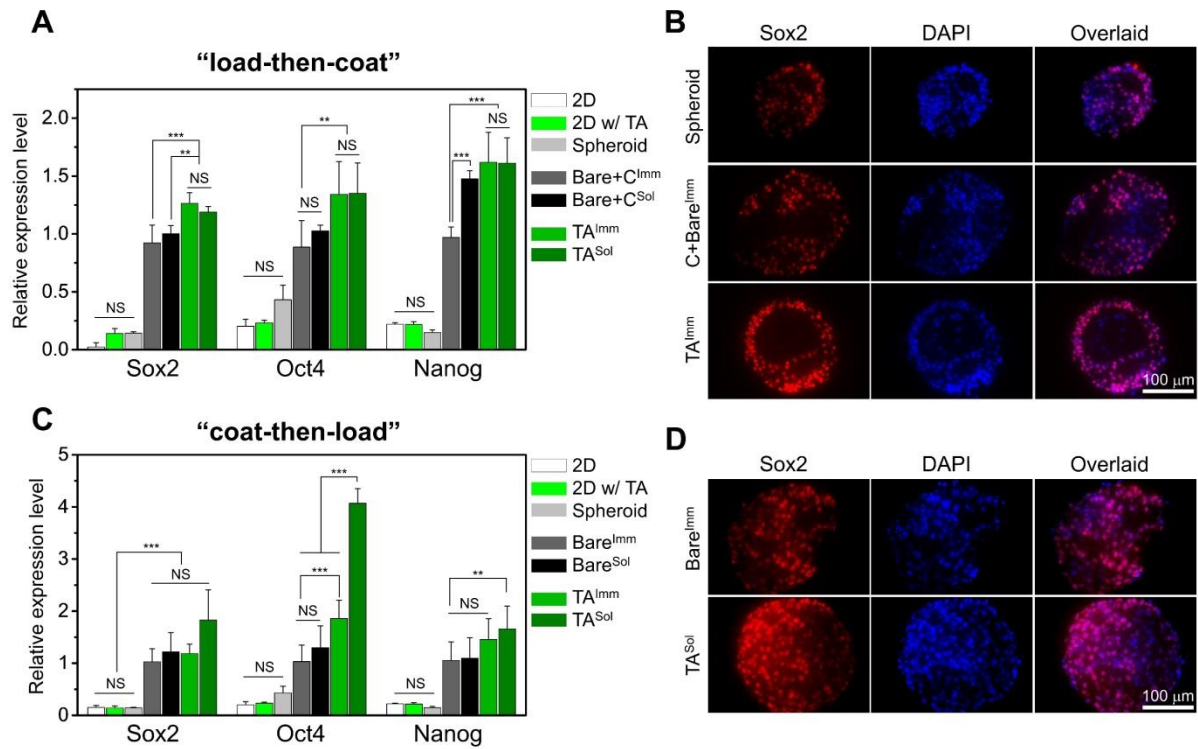 A
“load-then-coat”
Relative expression level
2.0
1.5
1.0
0.5
0.0
NS
***
**
NS
NS
NS
**
NS
NS
***
***
NS
Sox2 Oct4 Nanog
2D
2D w/ TA
Spheroid
Bare+C^Imm
Bare+C^Sol
TA^Imm
TA^Sol
B
Sox2 DAPI Overlaid
Spheroid
C+Bare^Imm
TA^Imm
100 μm
C
“coat-then-load”
Relative expression level
5
4
3
2
1
0
NS
***
NS
NS
NS
***
***
NS
NS
**
Sox2 Oct4 Nanog
2D
2D w/ TA
Spheroid
Bare^Imm
Bare^Sol
TA^Imm
TA^Sol
D
Sox2 DAPI Overlaid
Bare^Imm
TA^Sol
100 μm